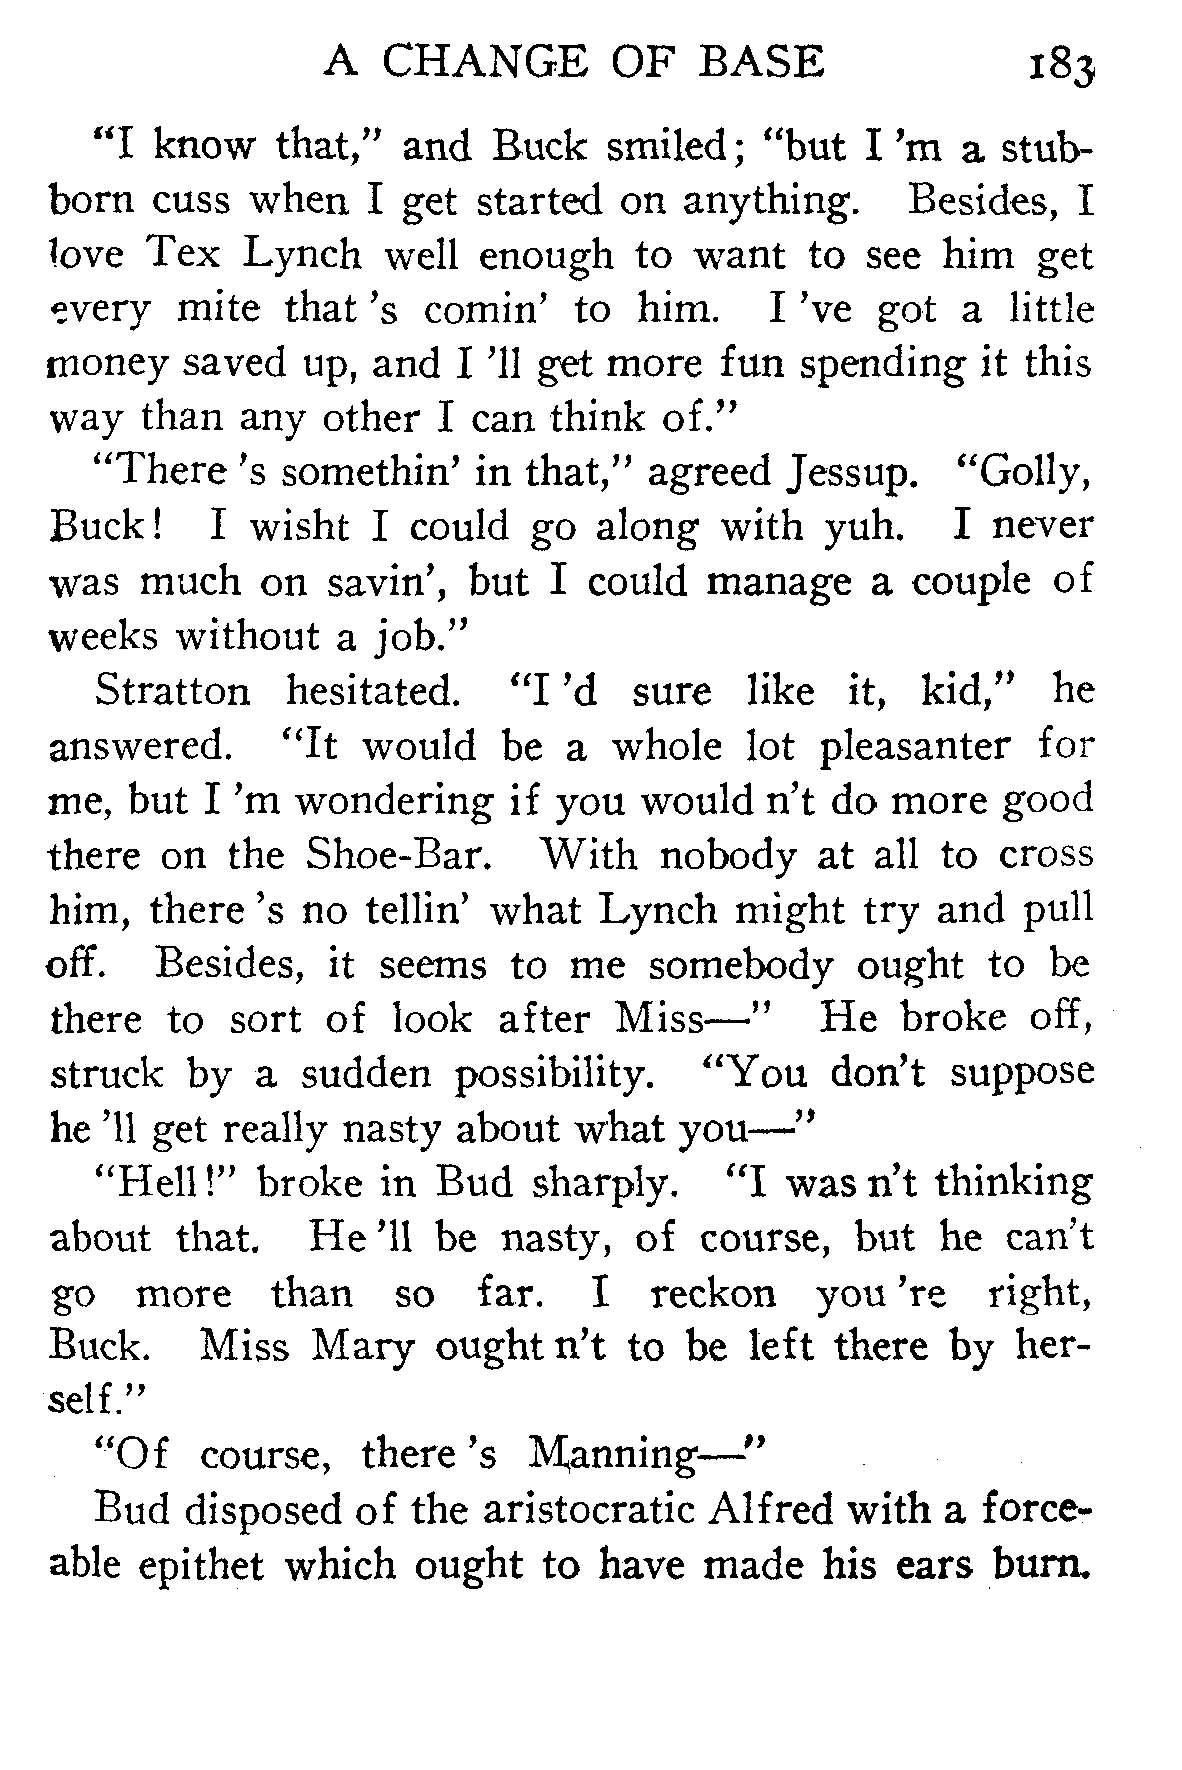 A CHANGE OF BASE 183
“I know that,” and Buck smiled; “but I ’m a stub-
born cuss when I get started on anything. Besides, I
love Tex Lynch well enough to want to see him get
every mite that ’s comin’ to him. I ’ve got a little
money saved up, and I ’ll get more fun spending it this
way than any other I can think of.”
“There ’s somethin’ in that,” agreed Jessup. “Golly,
Buck! I wisht I could go along with yuh. I never
was much on savin’, but I could manage a couple of
weeks without a job.”
Stratton hesitated. “I ’d sure like it, kid,” he
answered. “It would be a whole lot pleasanter for
me, but I ’m wondering if you would n’t do more good
there on the Shoe-Bar. With nobody at all to cross
him, there ’s no tellin’ what Lynch might try and pull
off. Besides, it seems to me somebody ought to be
there to sort of look after Miss—” He broke off,
struck by a sudden possibility. “You don’t suppose
he ’ll get really nasty about what you—”
“Hell!” broke in Bud sharply. “I was n’t thinking
about that. He ’ll be nasty, of course, but he can’t
go more than so far. I reckon you ’re right,
Buck. Miss Mary ought n’t to be left there by her-
self.”
“Of course, there ’s Manning—”
Bud disposed of the aristocratic Alfred with a force-
able epithet which ought to have made his ears burn.